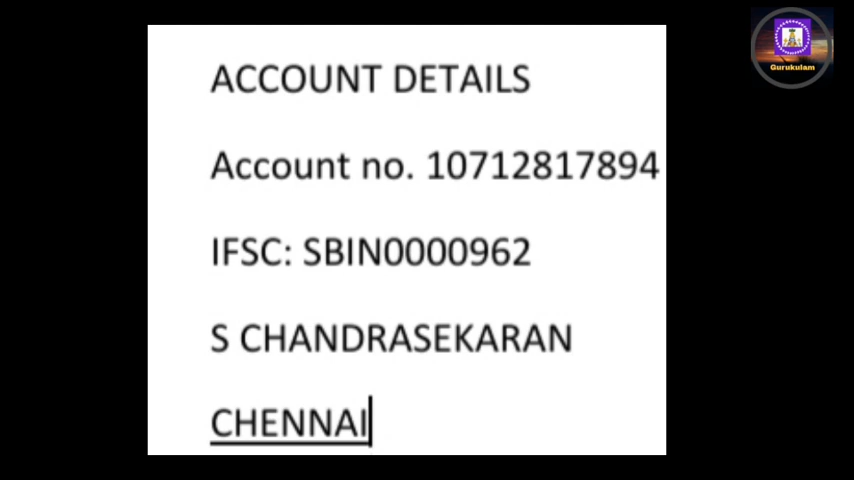 ACCOUNT DETAILS
Account no. 10712817894
IFSC: SBIN0000962
S CHANDRASEKARAN
CHENNAI
Gurukulam